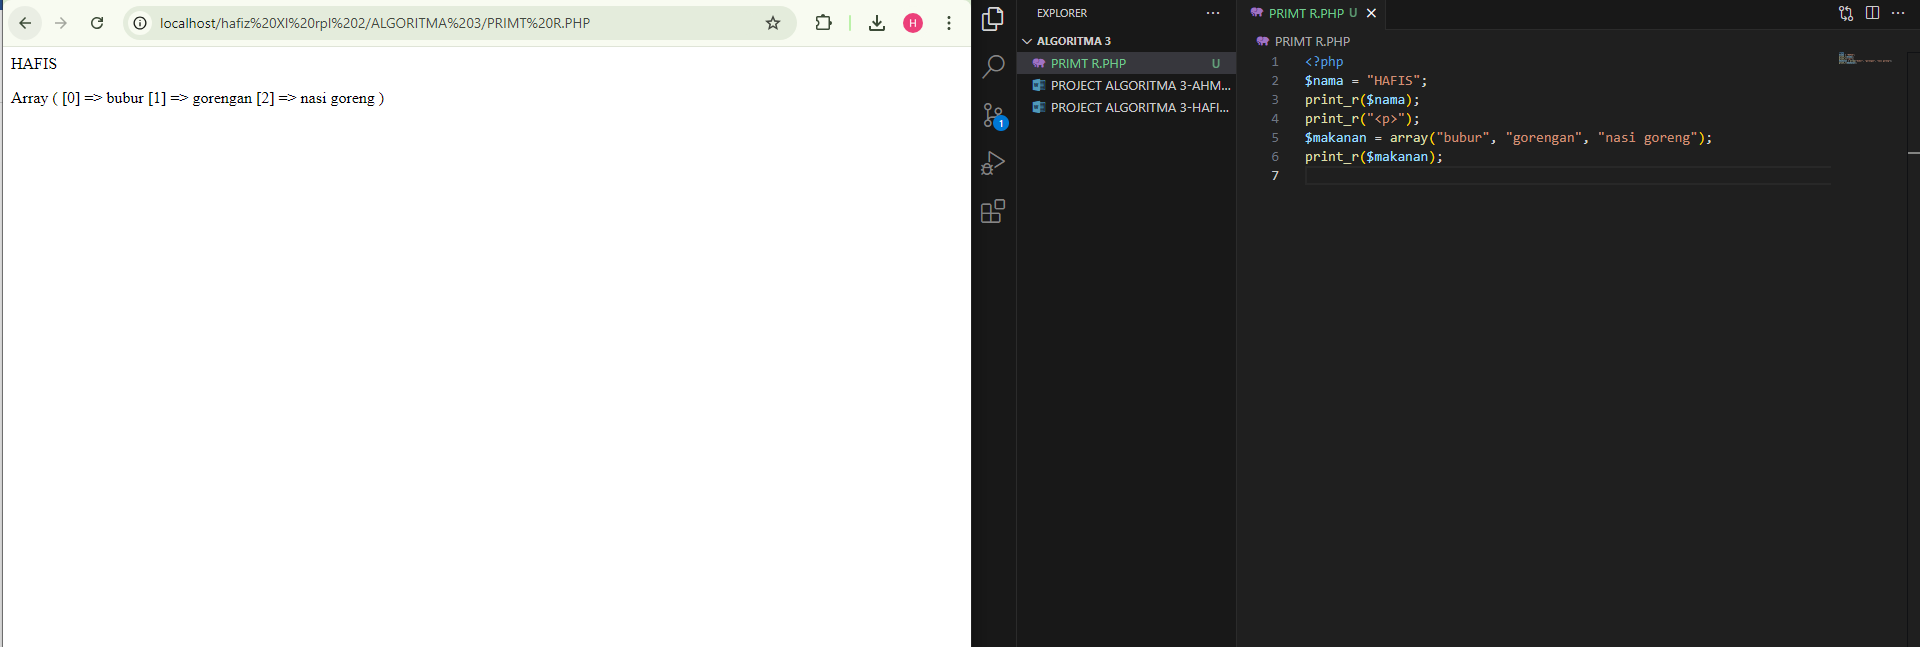 localhost/hafiz%20XI%20rpl%202/ALGORITMA%203/PRIMT%20R.PHP
H
HAFIS
Array ( [0] => bubur [1] => gorengan [2] => nasi goreng )
EXPLORER
ALGORITMA 3
PRIMT R.PHP U
PROJECT ALGORITMA 3-AHM...
PROJECT ALGORITMA 3-HAFI...
1
PRIMT R.PHP U
PRIMT R.PHP
1 <?php
2 $nama = "HAFIS";
3 print_r($nama);
4 print_r("<p>");
5 $makanan = array("bubur", "gorengan", "nasi goreng");
6 print_r($makanan);
7